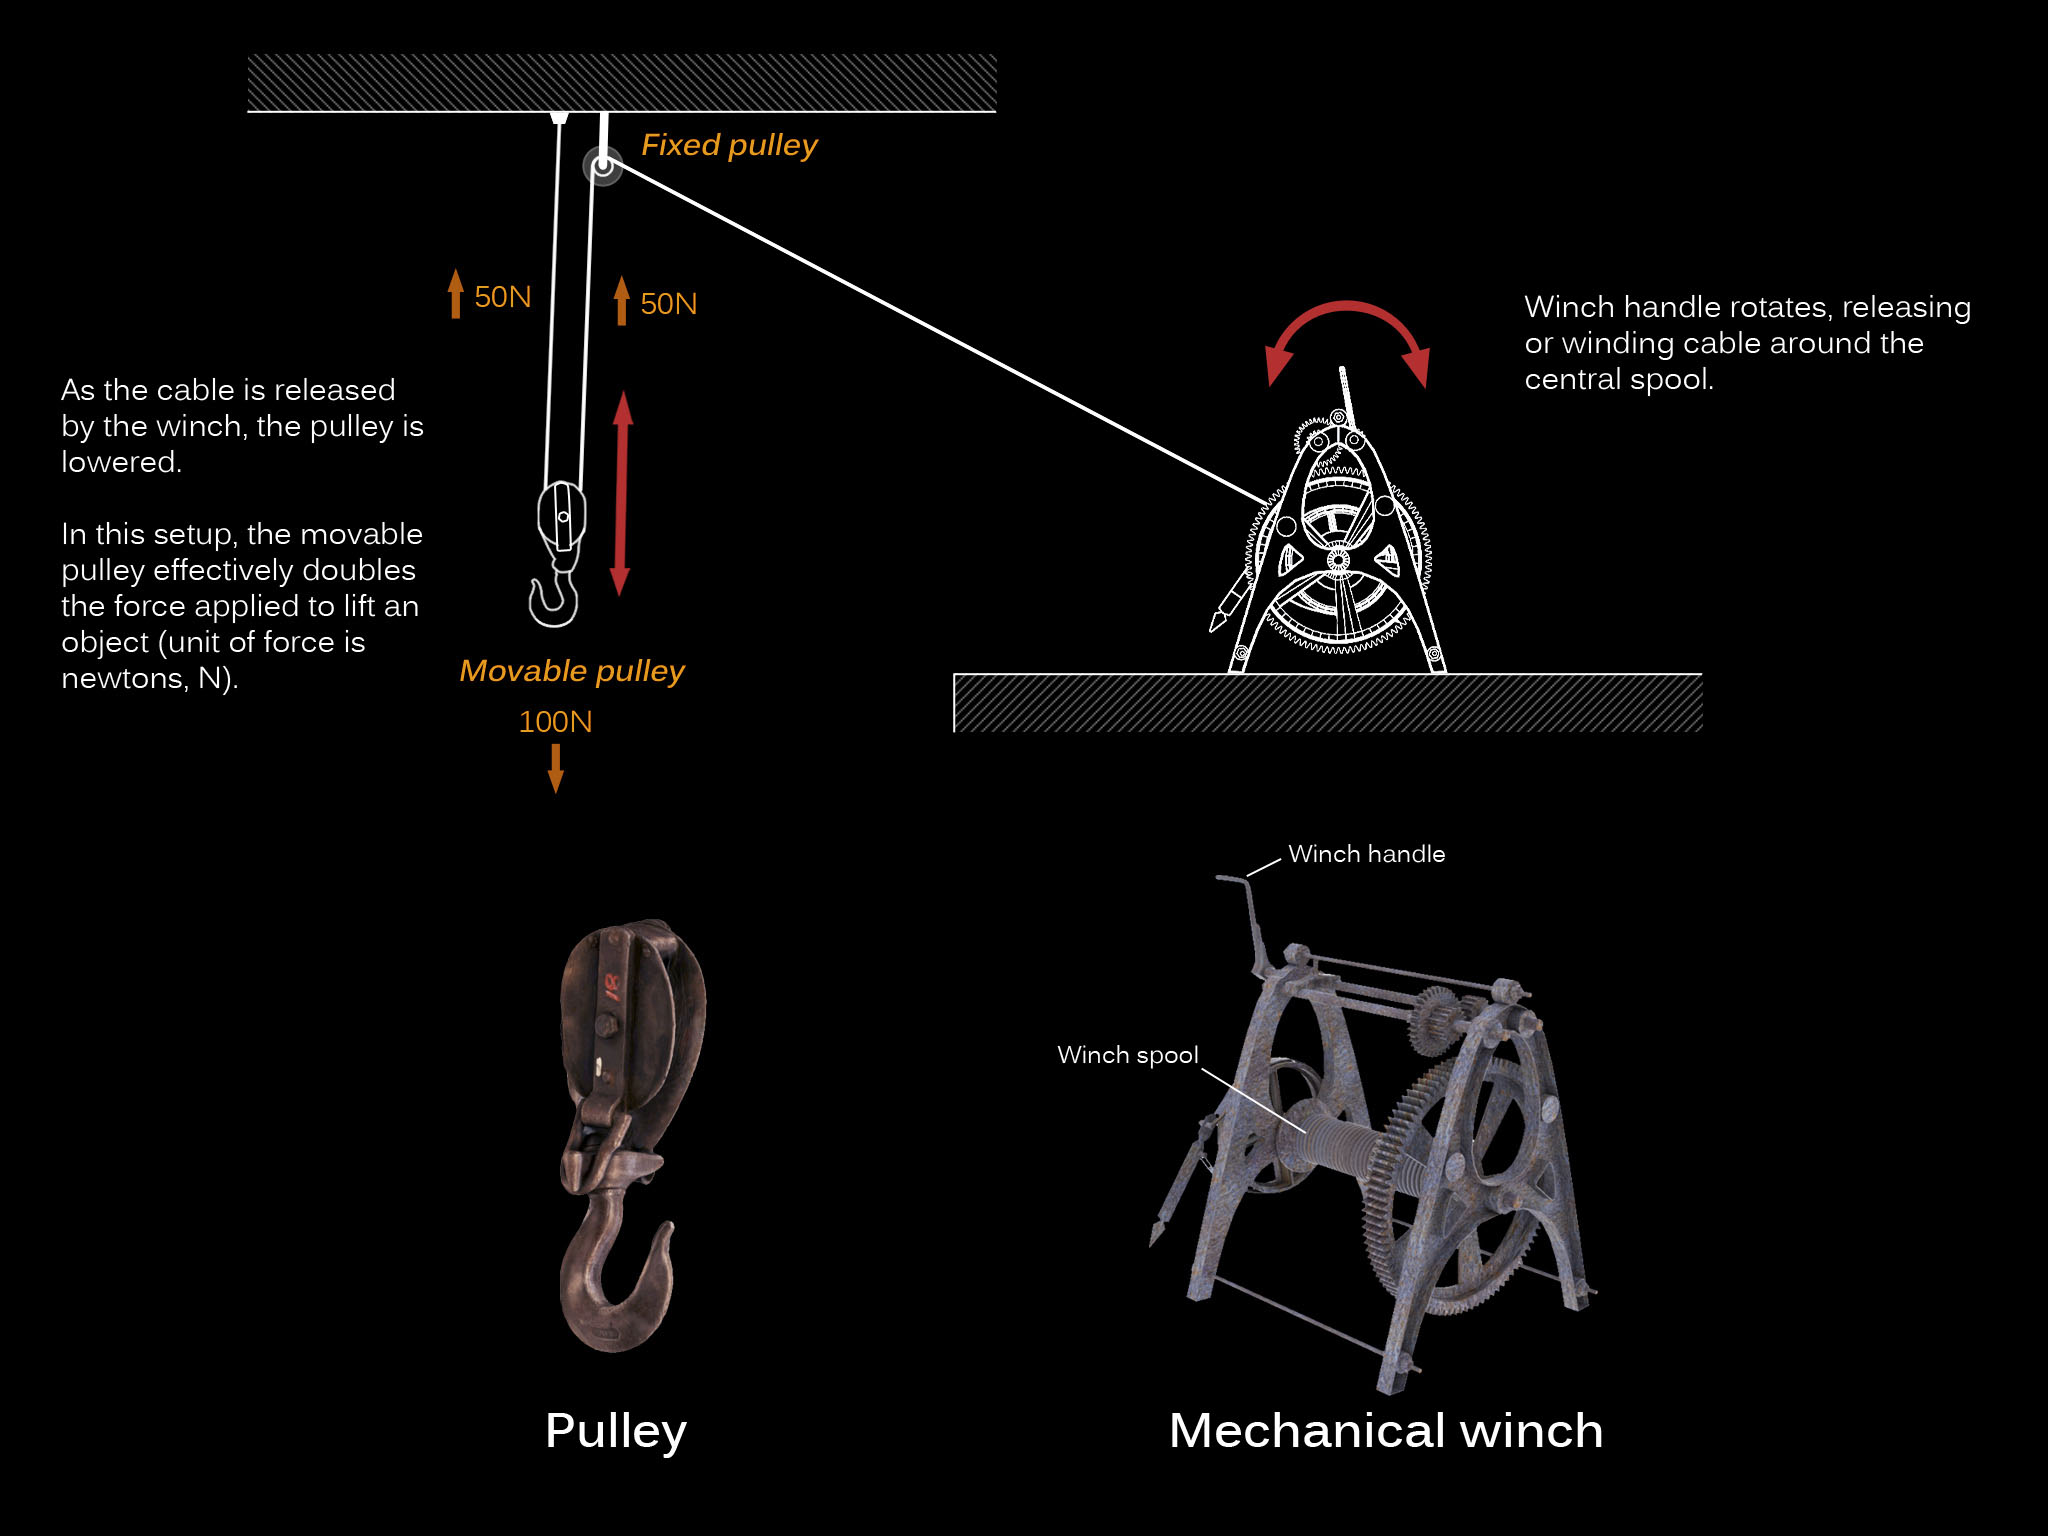 Fixed pulley
50N
50N
Winch handle rotates, releasing
or winding cable around the
central spool.
As the cable is released
by the winch, the pulley is
lowered.
In this setup, the movable
pulley effectively doubles
the force applied to lift an
object (unit of force is
newtons, N).
Movable pulley
100N
Winch handle
Winch spool
18
Pulley
Mechanical winch